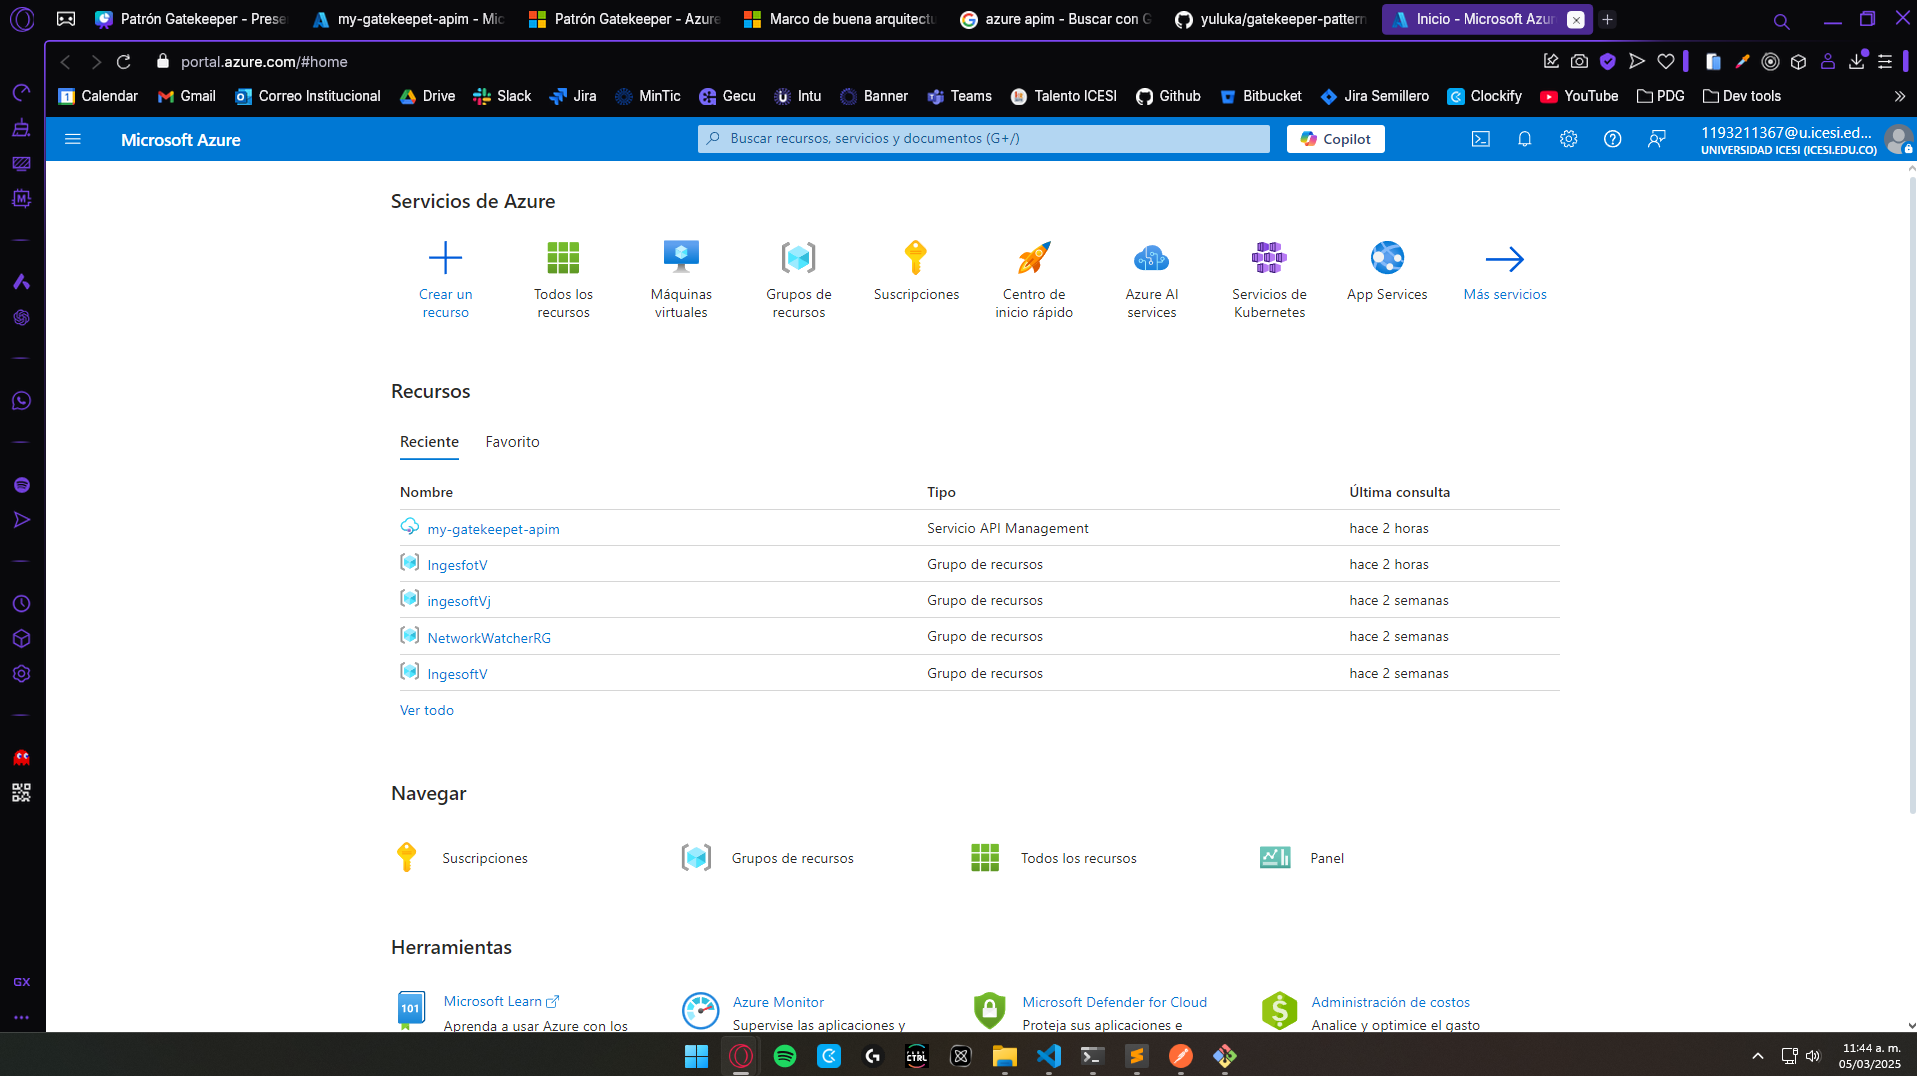 Patrón Gatekeeper - Prese
my-gatekeepet-apim - Mic
Patrón Gatekeeper - Azure
Marco de buena arquitectu
azure apim - Buscar con G
yuluka/gatekeeper-pattern
Inicio - Microsoft Azur
portal.azure.com/#home
Calendar
Gmail
Correo Institucional
Drive
Slack
Jira
MinTic
Gecu
Intu
Banner
Teams
Talento ICESI
Github
Bitbucket
Jira Semillero
Clockify
YouTube
PDG
Dev tools
Microsoft Azure
Buscar recursos, servicios y documentos (G+/)
Copilot
1193211367@u.icesi.ed...
UNIVERSIDAD ICESI (ICESI.EDU.CO)
Servicios de Azure
Crear un
recurso
Todos los
recursos
Máquinas
virtuales
Grupos de
recursos
Suscripciones
Centro de
inicio rápido
Azure AI
services
Servicios de
Kubernetes
App Services
Más servicios
Recursos
Reciente
Favorito
Nombre Tipo Última consulta
my-gatekeepet-apim Servicio API Management hace 2 horas
IngesfotV Grupo de recursos hace 2 horas
ingesoftVj Grupo de recursos hace 2 semanas
NetworkWatcherRG Grupo de recursos hace 2 semanas
IngesoftV Grupo de recursos hace 2 semanas
Ver todo
Navegar
Suscripciones
Grupos de recursos
Todos los recursos
Panel
Herramientas
101
Microsoft Learn
Aprenda a usar Azure con los
Azure Monitor
Supervise las aplicaciones y
Microsoft Defender for Cloud
Proteja sus aplicaciones e
Administración de costos
Analice y optimice el gasto
GX
CTRL
11:44 a. m.
05/03/2025